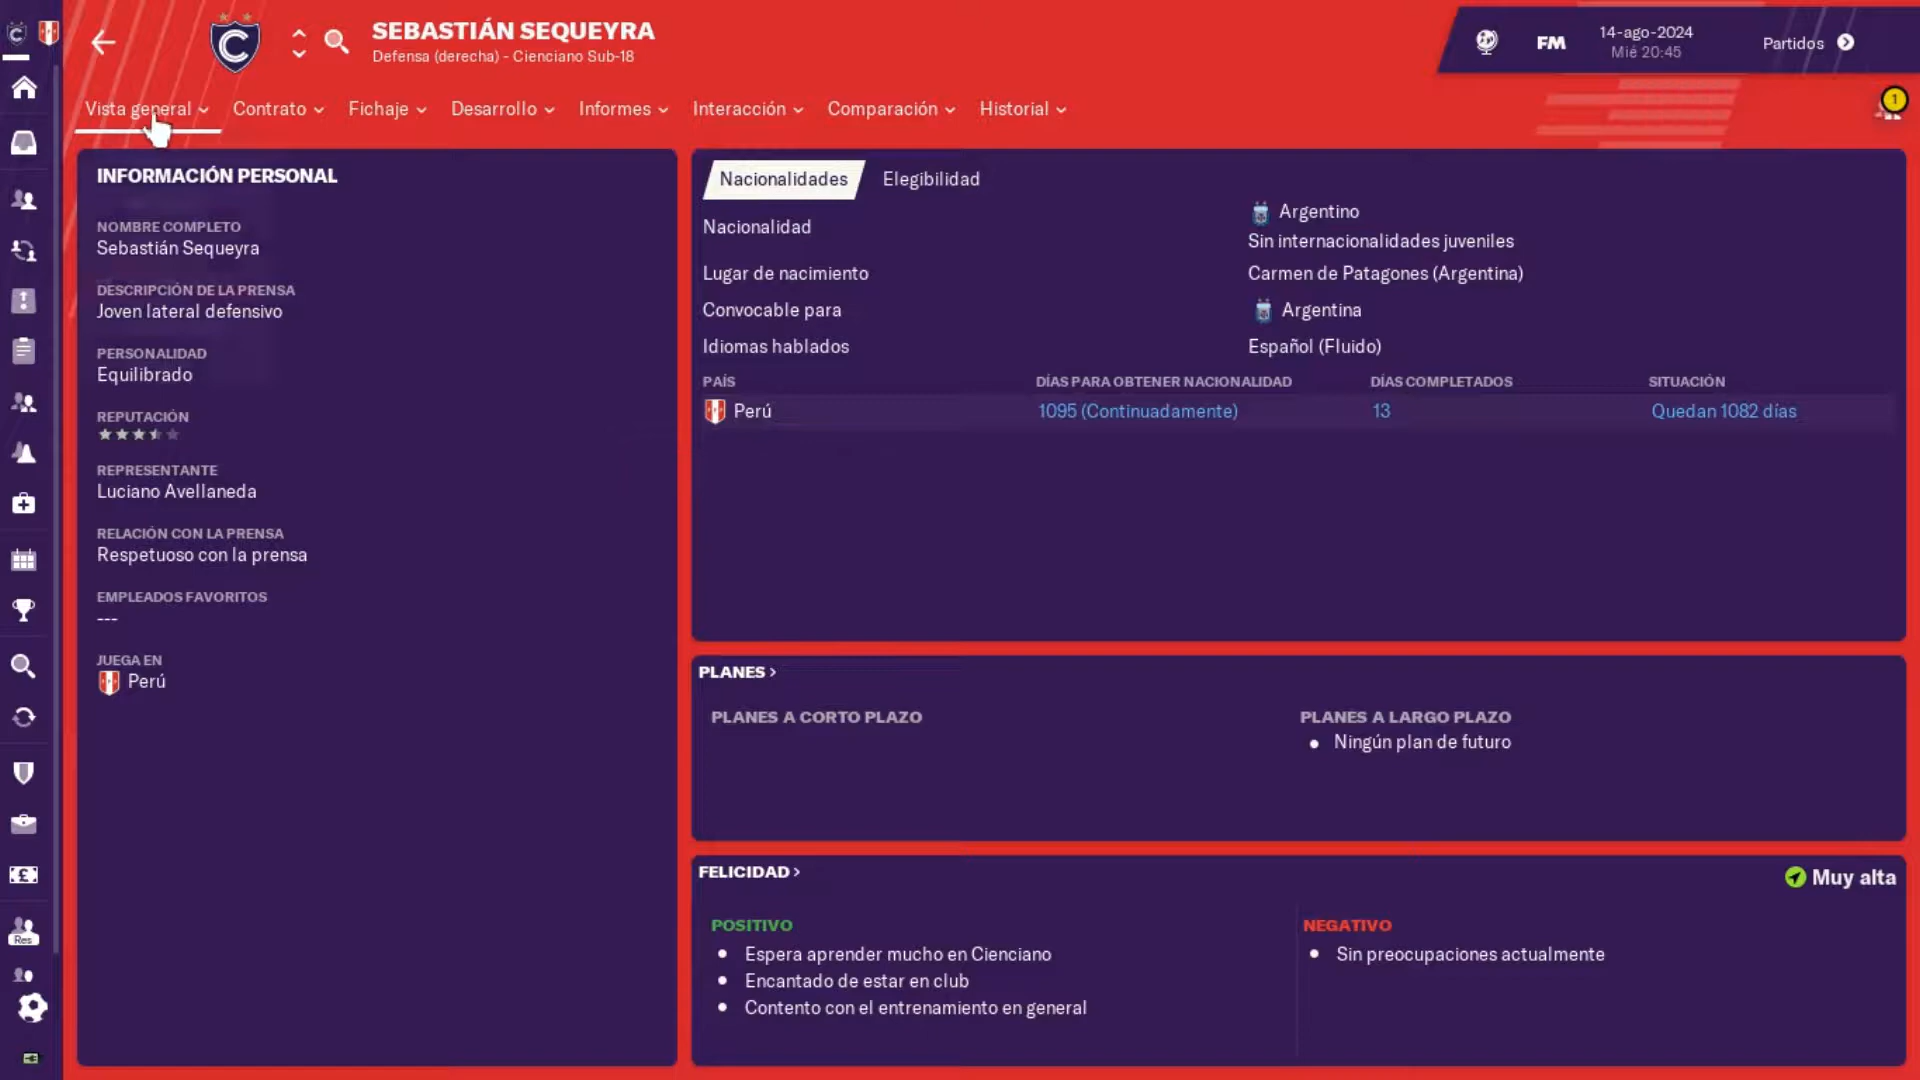 SEBASTIÁN SEQUEYRA
Defensa (derecha) - Cienciano Sub-18
FM
14-ago-2024
Mié 20:45
Partidos
1
Vista general
Contrato
Fichaje
Desarrollo
Informes
Interacción
Comparación
Historial
INFORMACIÓN PERSONAL
NOMBRE COMPLETO
Sebastián Sequeyra
DESCRIPCIÓN DE LA PRENSA
Joven lateral defensivo
PERSONALIDAD
Equilibrado
REPUTACIÓN
REPRESENTANTE
Luciano Avellaneda
RELACIÓN CON LA PRENSA
Respetuoso con la prensa
EMPLEADOS FAVORITOS
---
JUEGA EN
Perú
Nacionalidades
Elegibilidad
Nacionalidad
Argentino
Sin internacionalidades juveniles
Lugar de nacimiento
Carmen de Patagones (Argentina)
Convocable para
Argentina
Idiomas hablados
Español (Fluido)
PAÍS DÍAS PARA OBTENER NACIONALIDAD DÍAS COMPLETADOS SITUACIÓN
Perú 1095 (Continuadamente) 13 Quedan 1082 días
PLANES >
PLANES A CORTO PLAZO
PLANES A LARGO PLAZO
Ningún plan de futuro
FELICIDAD >
Muy alta
POSITIVO
Espera aprender mucho en Cienciano
Encantado de estar en club
Contento con el entrenamiento en general
NEGATIVO
Sin preocupaciones actualmente
Res